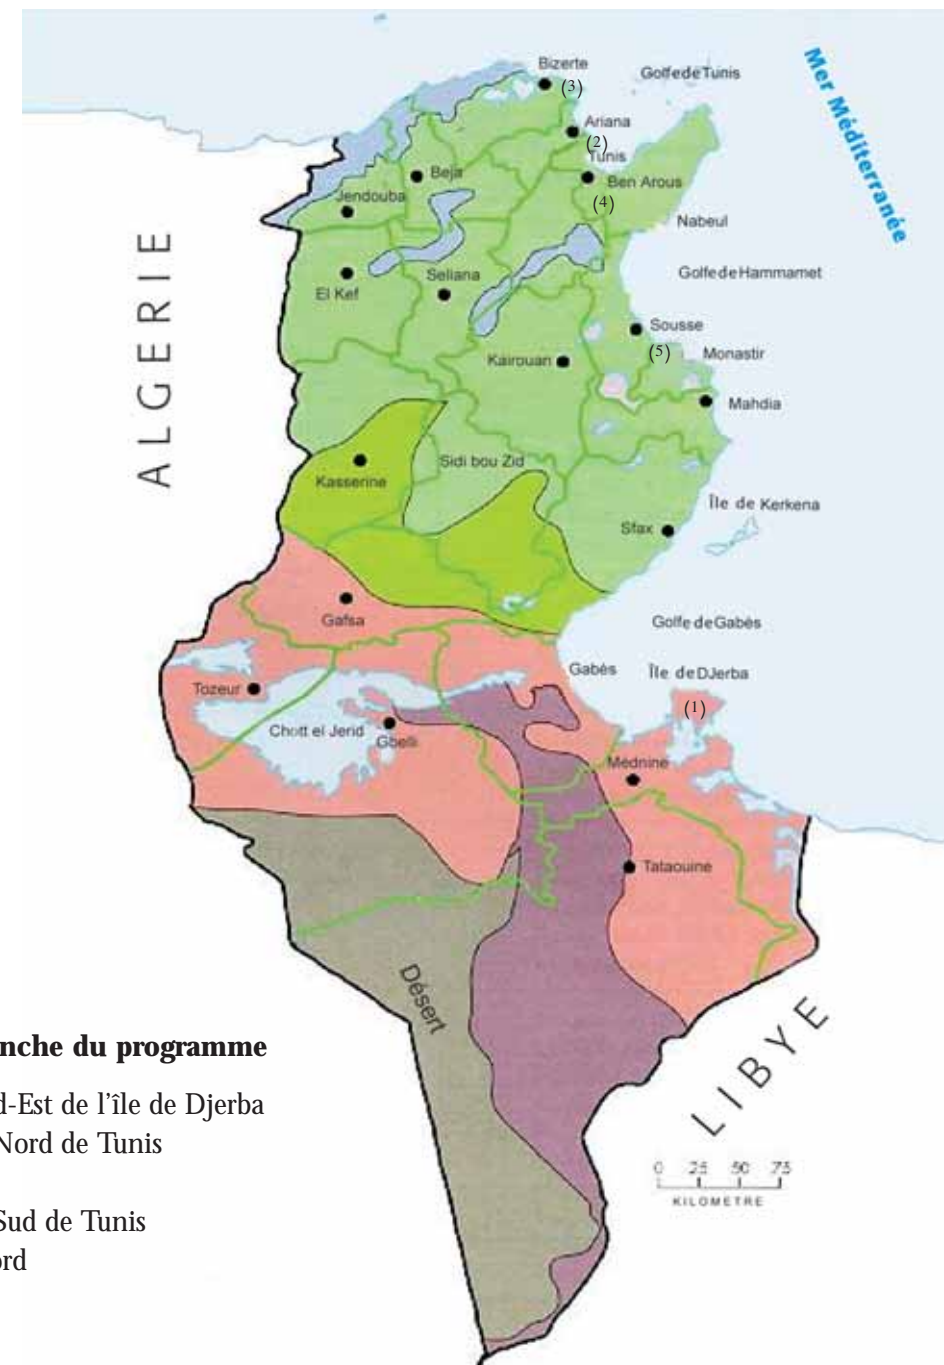 Bizerte
(3)
Golfe de Tunis
Mer Méditerranée
Ariana
(2)
Tunis
Beja
Ben Arous
Jendouba
(4)
Nabeul
ALGERIE
Golfe de Hammamet
El Kef
Seliana
Sousse
(5)
Monastir
Kairouan
Mahdia
Sidi bou Zid
Kasserine
Île de Kerkena
Sfax
Gafsa
Golfe de Gabès
Gabès
Île de DJerba
(1)
Tozeur
Chott el Jerid
Gbelli
Médnine
Tataouine
Désert
LIBYE
nche du programme
d-Est de l'île de Djerba
Nord de Tunis
Sud de Tunis
ord
0 25 50 75
KILOMETRE